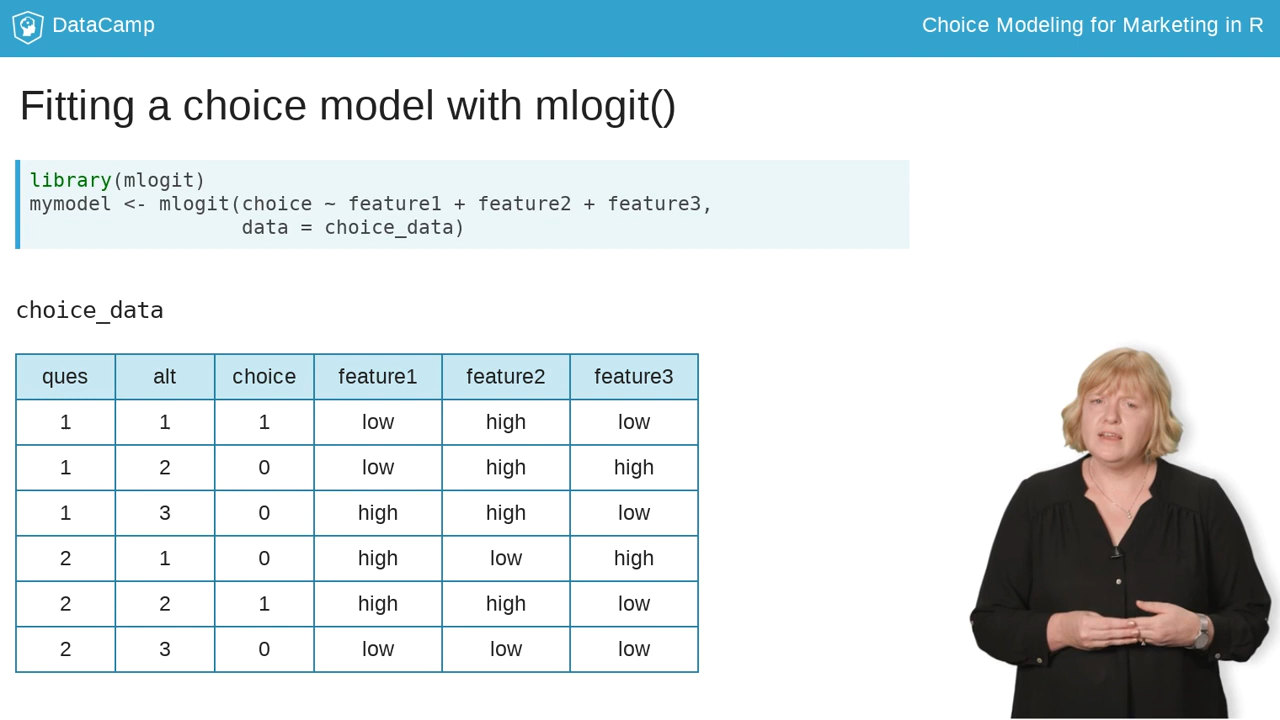 DataCamp
Choice Modeling for Marketing in R
Fitting a choice model with mlogit()
library(mlogit)
mymodel <- mlogit(choice ~ feature1 + feature2 + feature3,
                  data = choice_data)
choice_data
ques alt choice feature1 feature2 feature3
1 1 1 low high low
1 2 0 low high high
1 3 0 high high low
2 1 0 high low high
2 2 1 high high low
2 3 0 low low low